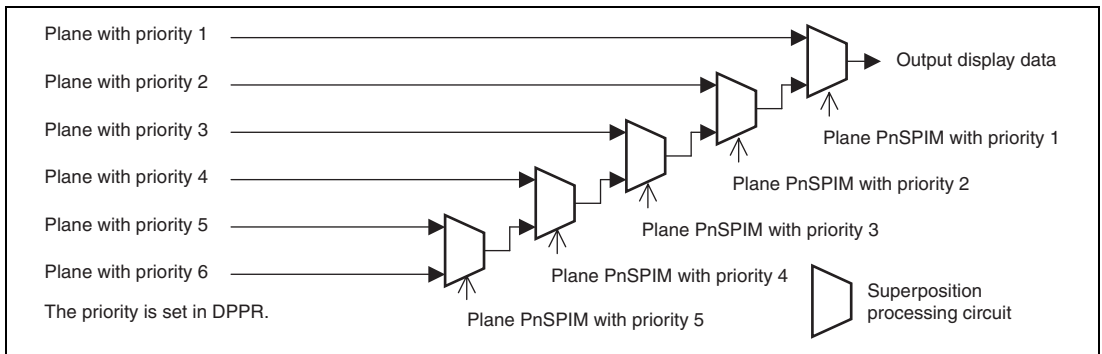 Plane with priority 1
Output display data
Plane with priority 2
Plane with priority 3
Plane PnSPIM with priority 1
Plane with priority 4
Plane PnSPIM with priority 2
Plane with priority 5
Plane PnSPIM with priority 3
Plane with priority 6
Plane PnSPIM with priority 4
The priority is set in DPPR.
Plane PnSPIM with priority 5
Superposition
processing circuit